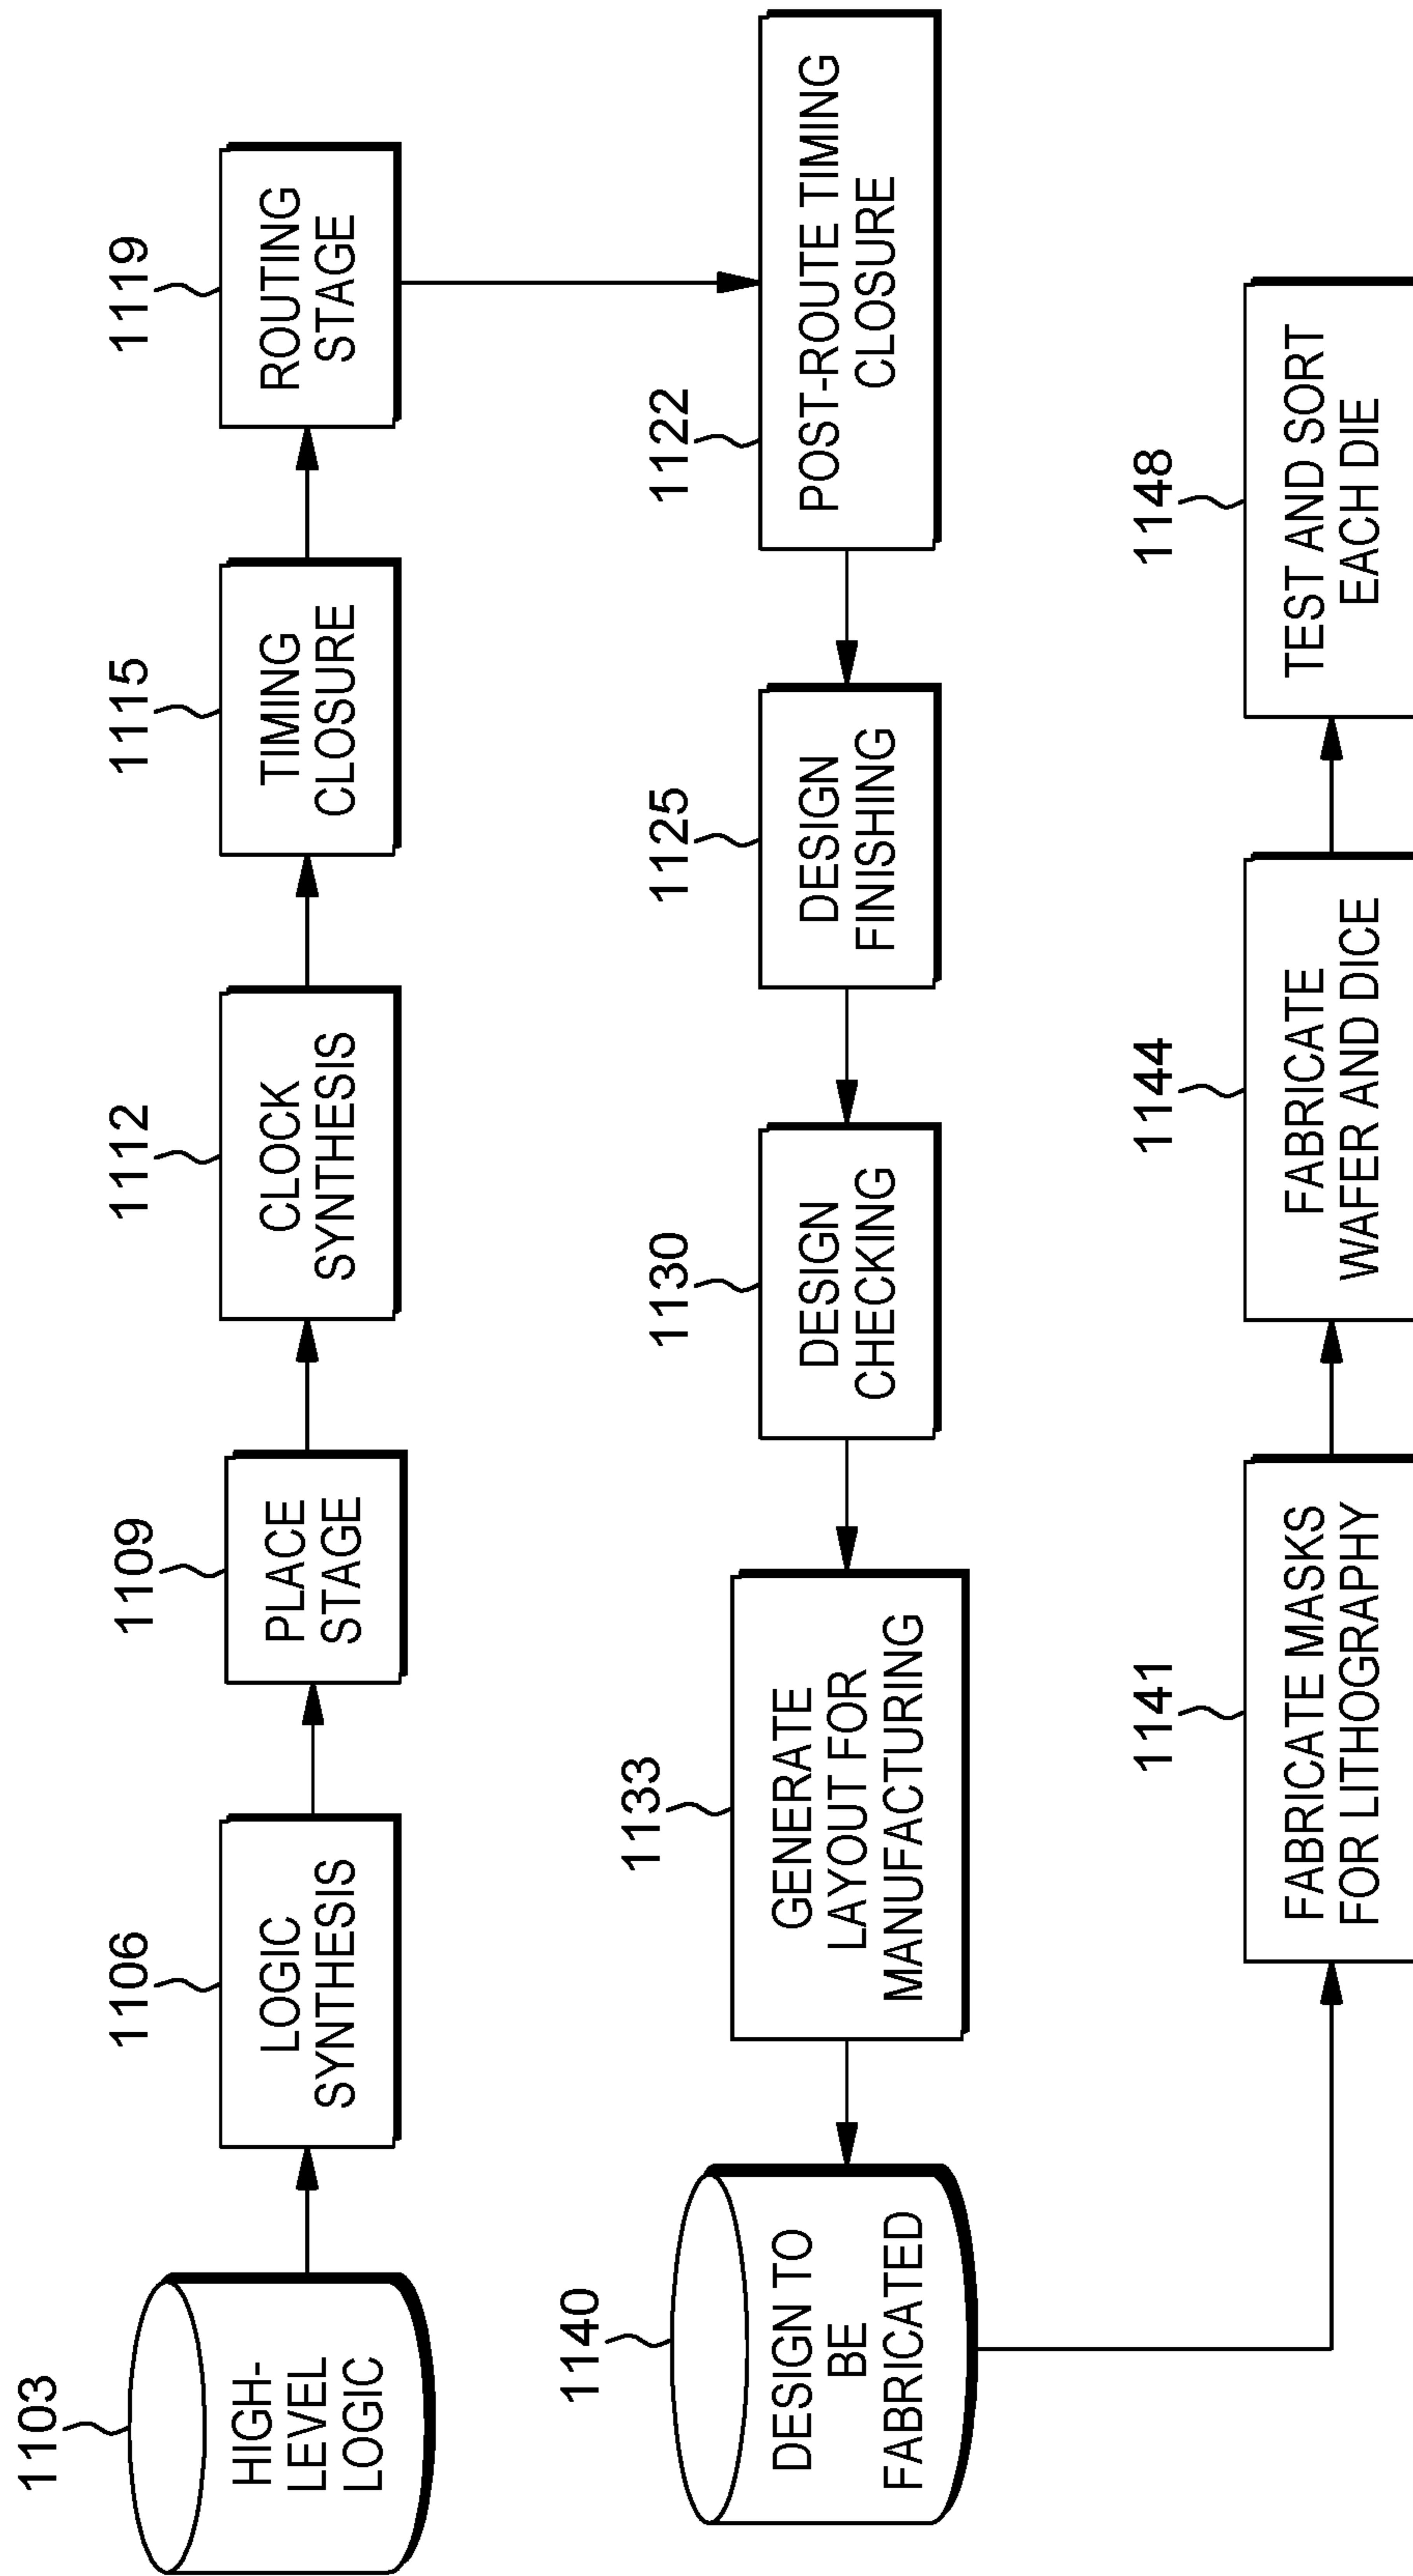 1103
HIGH-
LEVEL
LOGIC
1106
LOGIC
SYNTHESIS
1109
PLACE
STAGE
1112
CLOCK
SYNTHESIS
1115
TIMING
CLOSURE
1119
ROUTING
STAGE
1122
POST-ROUTE TIMING
CLOSURE
1125
DESIGN
FINISHING
1130
DESIGN
CHECKING
1133
GENERATE
LAYOUT FOR
MANUFACTURING
1140
DESIGN TO
BE
FABRICATED
1141
FABRICATE MASKS
FOR LITHOGRAPHY
1144
FABRICATE
WAFER AND DICE
1148
TEST AND SORT
EACH DIE